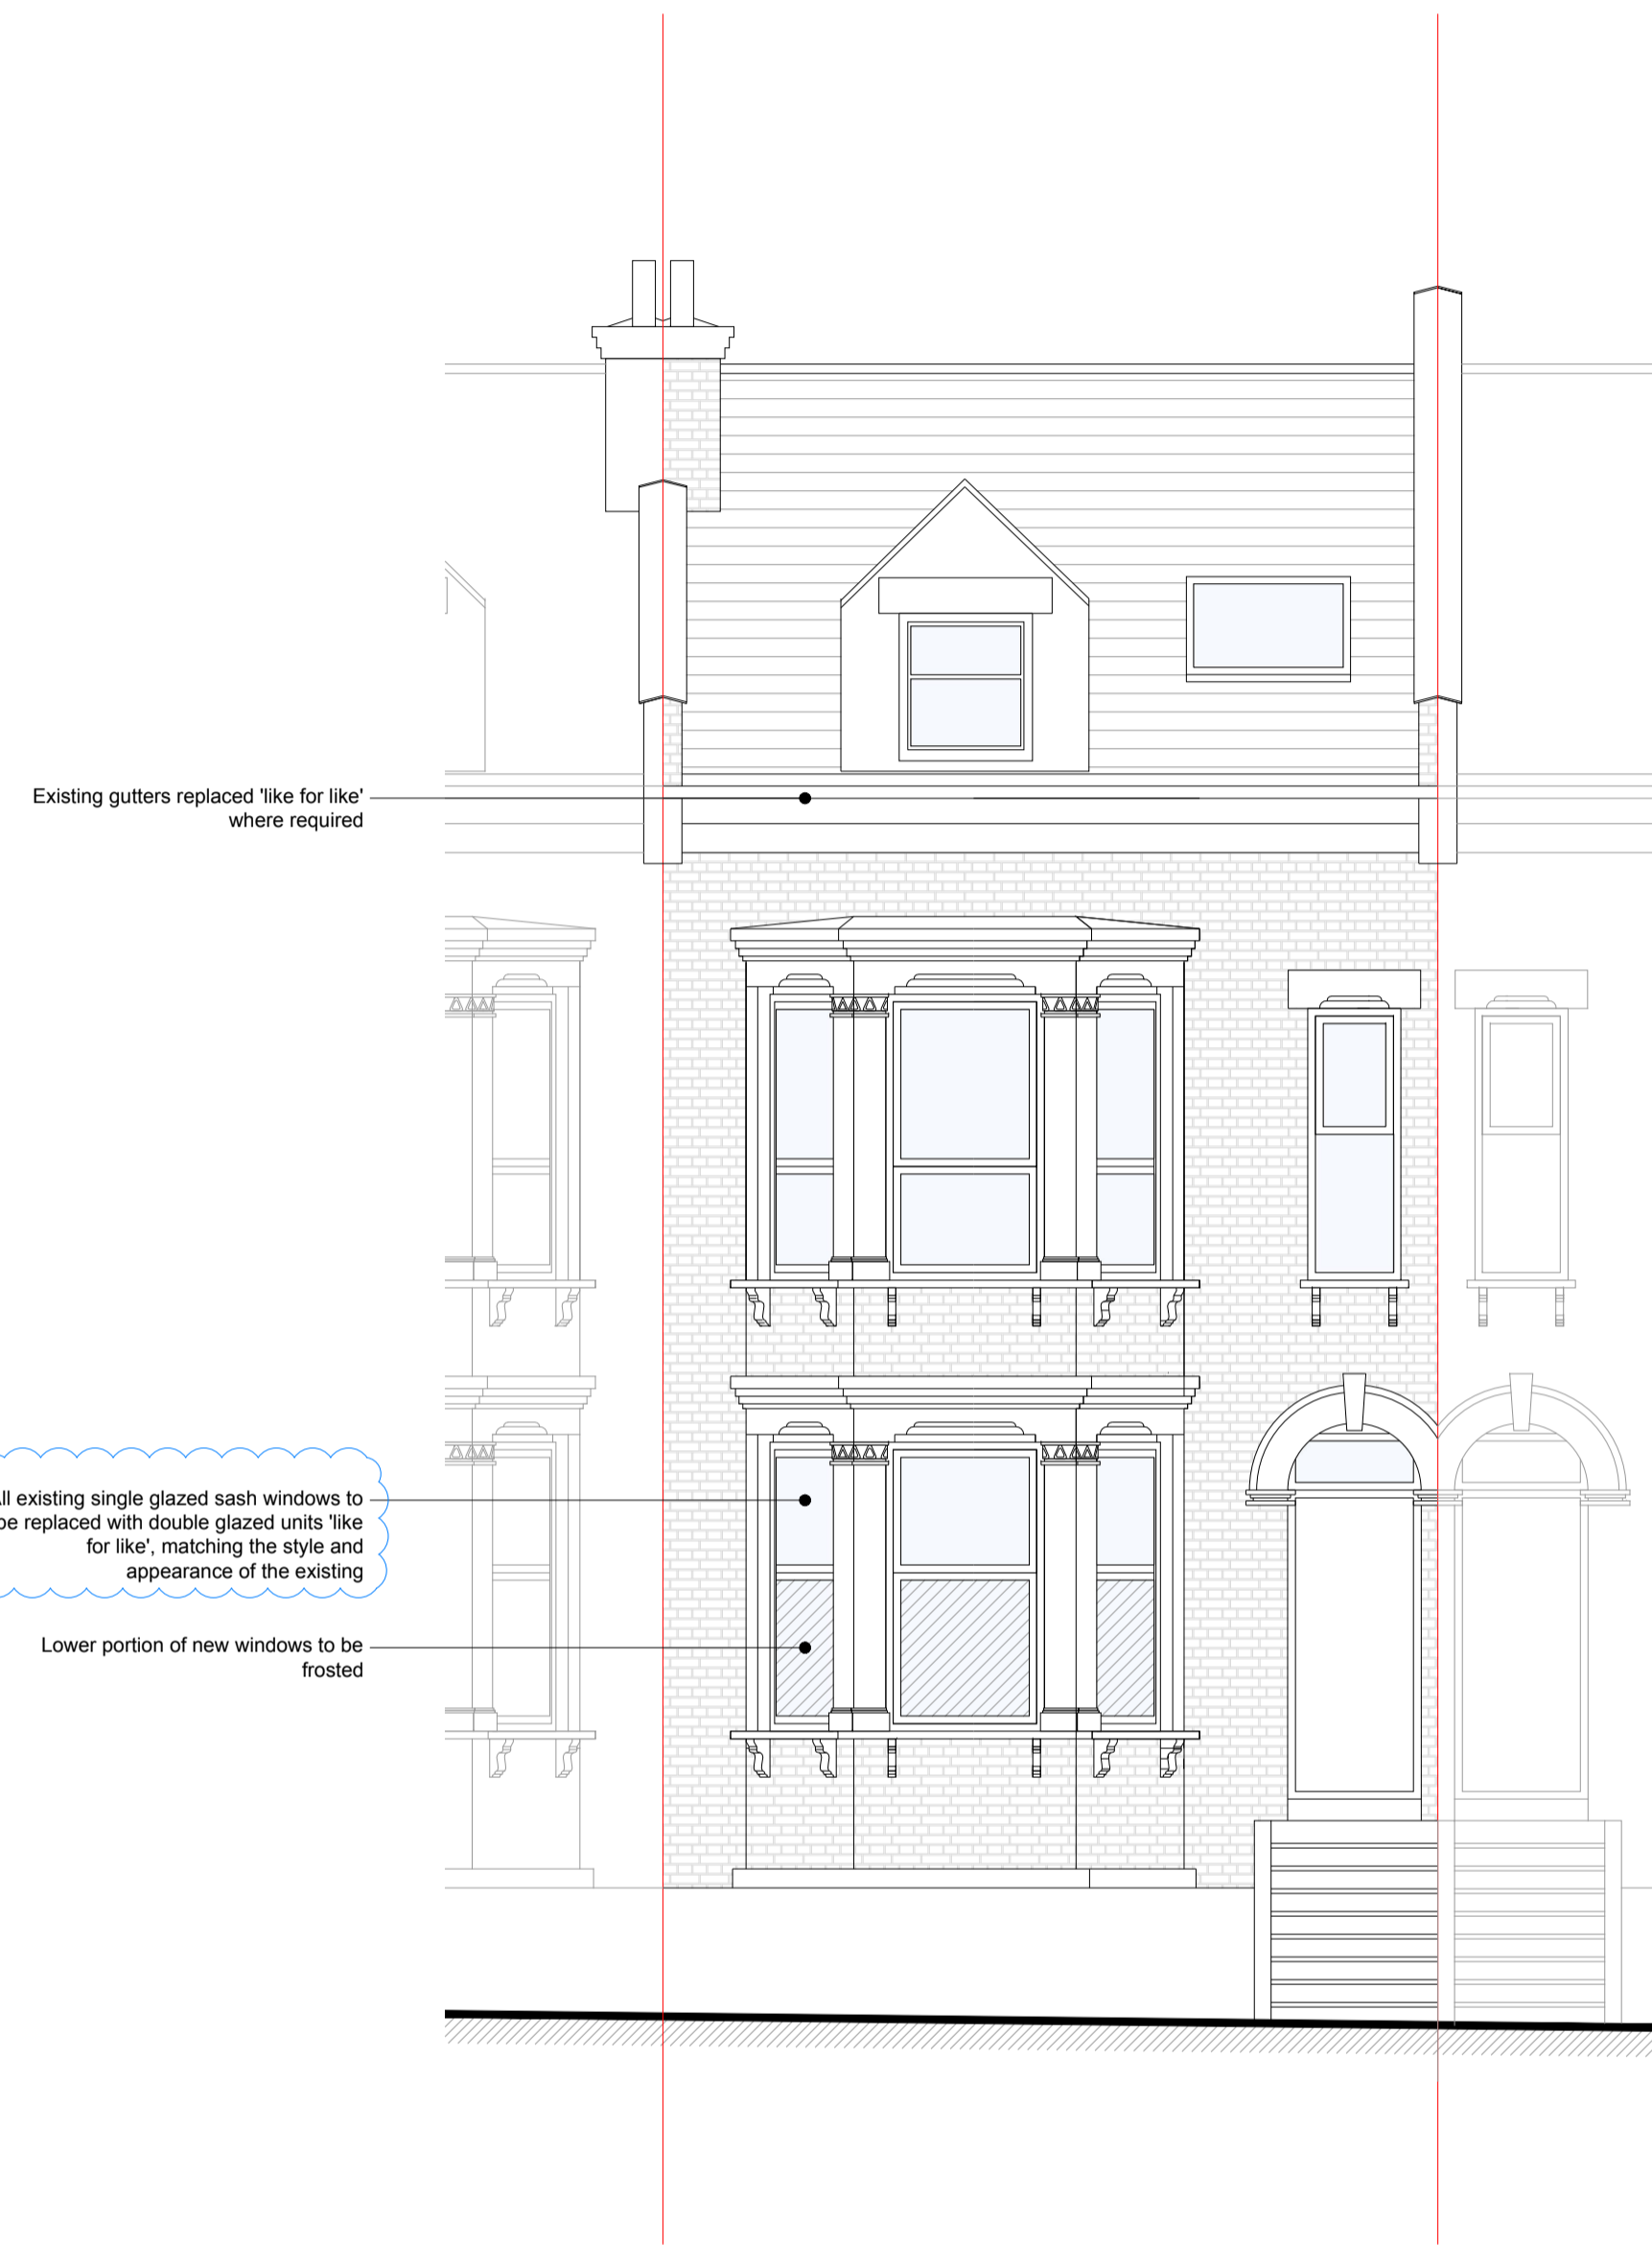 Existing gutters replaced 'like for like'
where required
existing single glazed sash windows to
be replaced with double glazed units 'like
for like', matching the style and
appearance of the existing
Lower portion of new windows to be
frosted